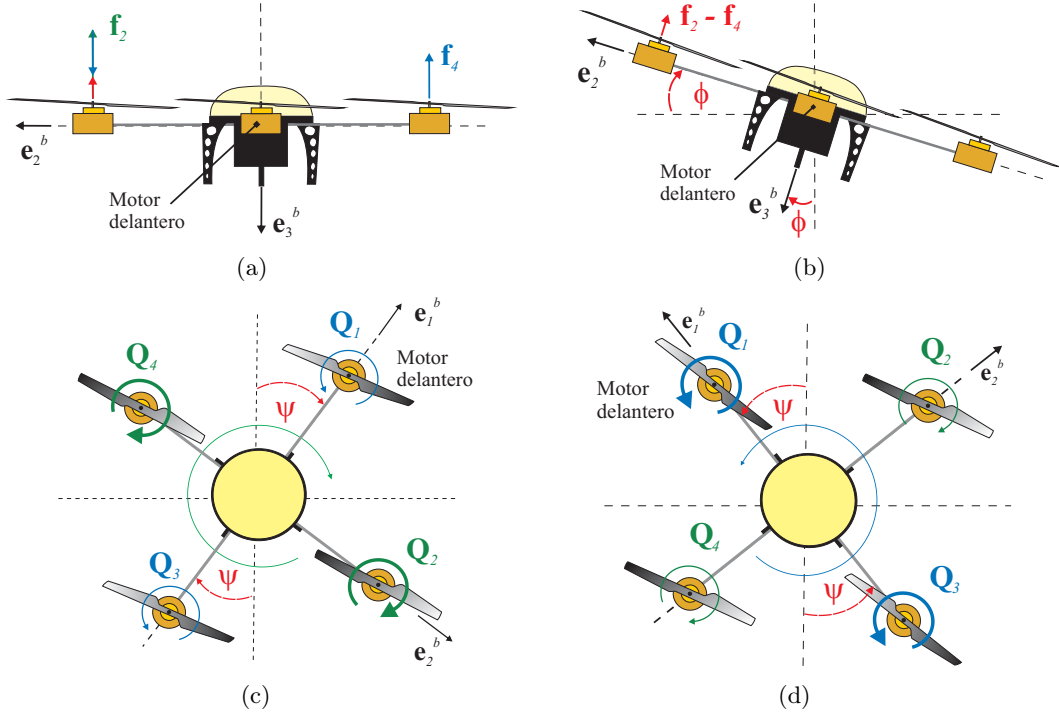 f₂
f₄
e₂ᵇ
Motor
delantero
e₃ᵇ
(a)
f₂ - f₄
e₂ᵇ
ϕ
Motor
delantero
e₃ᵇ
ϕ
(b)
e₁ᵇ
Q₁
Q₄
Motor
delantero
ψ
Q₃
ψ
Q₂
e₂ᵇ
(c)
e₁ᵇ
Q₁
Q₂
e₂ᵇ
Motor
delantero
ψ
Q₄
ψ
Q₃
(d)